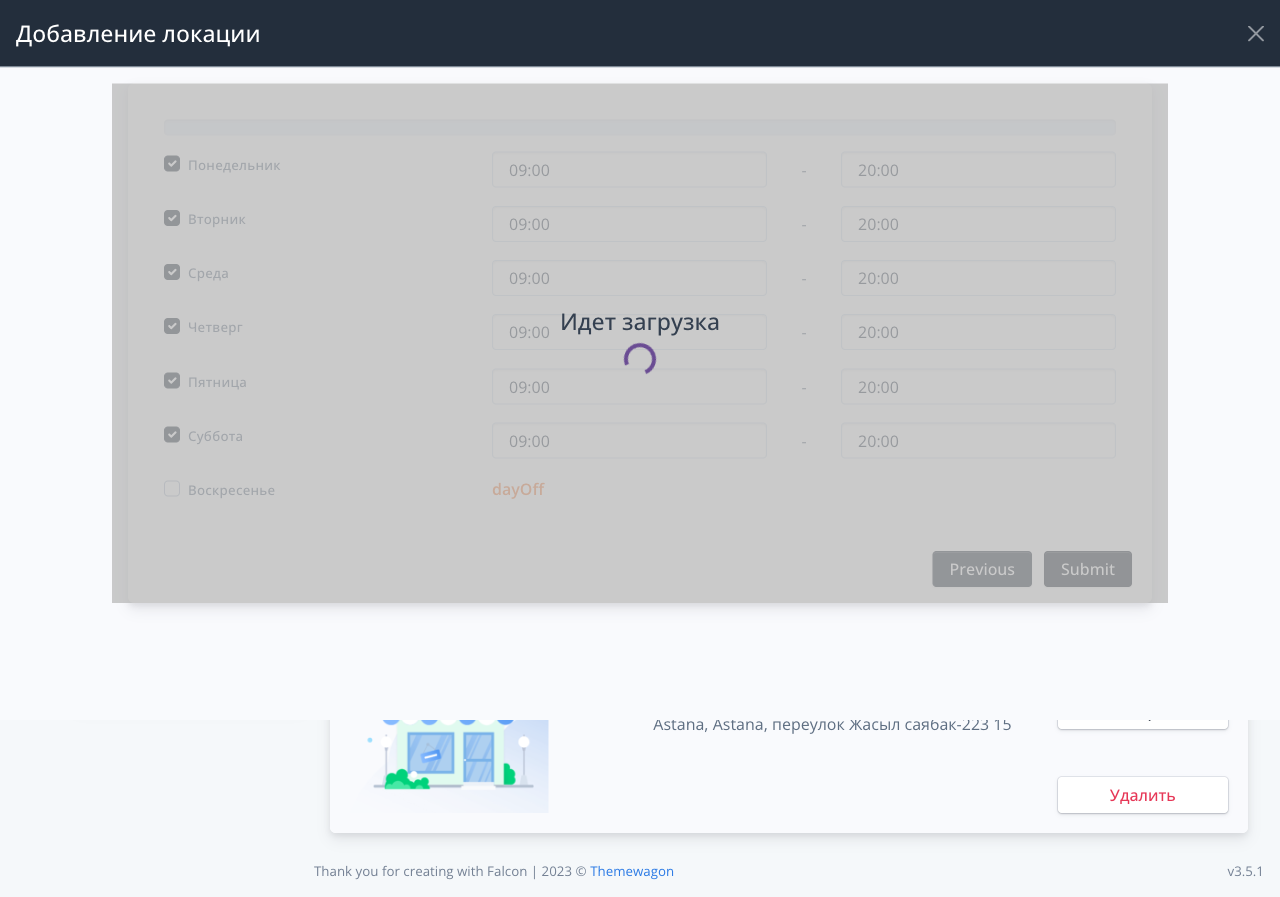 Добавление локации
Понедельник 09:00 - 20:00
Вторник 09:00 - 20:00
Среда 09:00 - 20:00
Четверг 09:00 - 20:00
Идет загрузка
Пятница 09:00 - 20:00
Суббота 09:00 - 20:00
Воскресенье dayOff
Previous Submit
Astana, Astana, переулок Жасыл саябак-223 15
Удалить
Thank you for creating with Falcon | 2023 © Themewagon v3.5.1